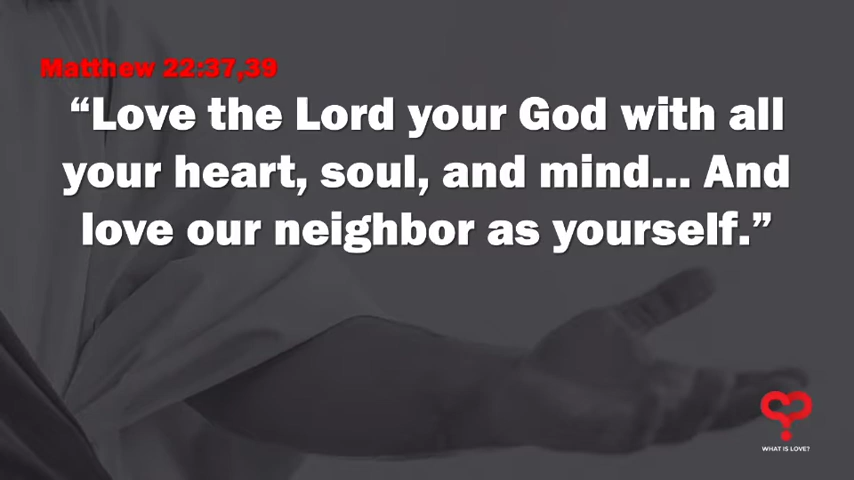 Matthew 22:37,39
“Love the Lord your God with all
your heart, soul, and mind... And
love our neighbor as yourself.”
WHAT IS LOVE?